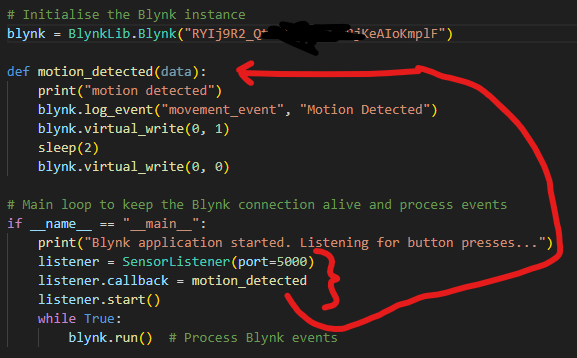 # Initialise the Blynk instance
blynk = BlynkLib.Blynk("RYIj9R2_Q KeAIoKmplF")
def motion_detected(data):
print("motion detected")
blynk.log_event("movement_event", "Motion Detected")
blynk.virtual_write(0, 1)
sleep(2)
blynk.virtual_write(0, 0)
# Main loop to keep the Blynk connection alive and process events
if __name__ == "__main__":
print("Blynk application started. Listening for button presses...")
listener = SensorListener(port=5000)
listener.callback = motion_detected
listener.start()
while True:
blynk.run()  # Process Blynk events